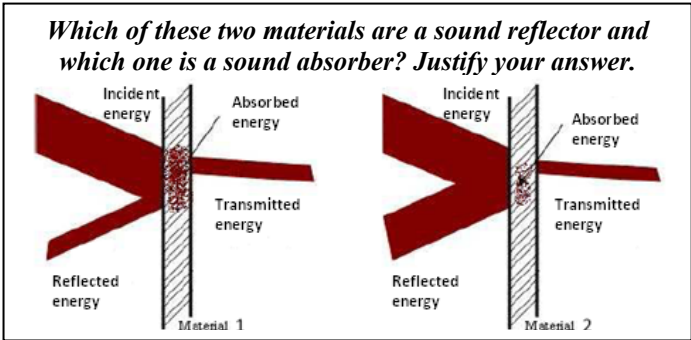 Which of these two materials are a sound reflector and
which one is a sound absorber? Justify your answer.
Incident
energy
Absorbed
energy
Transmitted
energy
Reflected
energy
Material 1
Incident
energy
Absorbed
energy
Transmitted
energy
Reflected
energy
Material 2